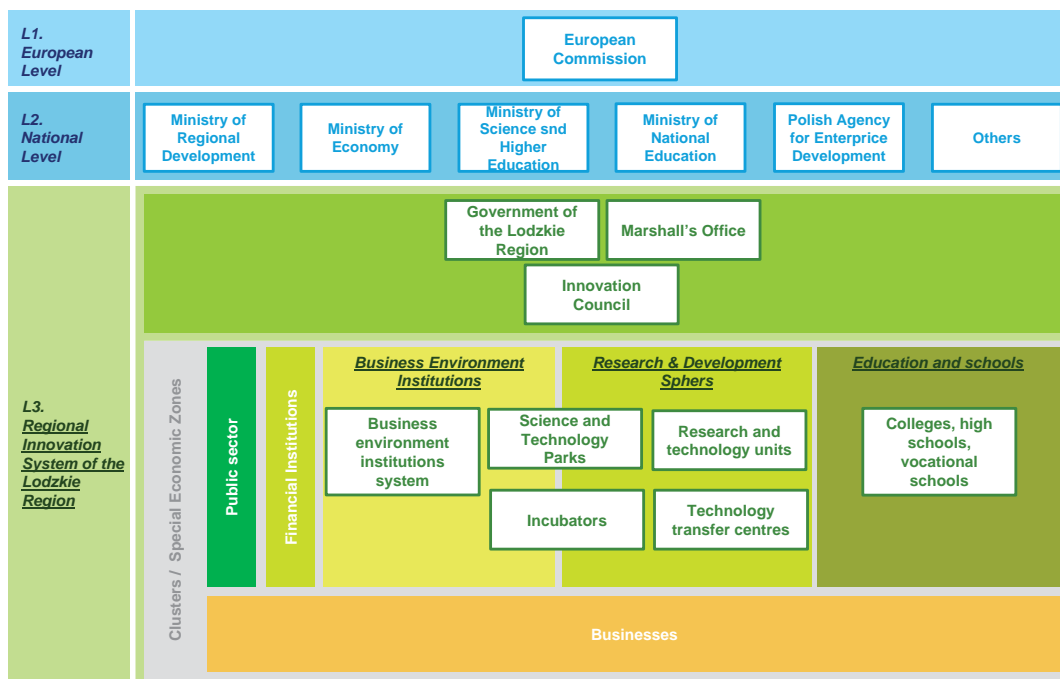 L1.
European
Level
European
Commission
L2.
National
Level
Ministry of
Regional
Development
Ministry of
Economy
Ministry of
Science snd
Higher
Education
Ministry of
National
Education
Polish Agency
for Enterprice
Development
Others
L3.
Regional
Innovation
System of the
Lodzkie
Region
Government of
the Lodzkie
Region
Marshall's Office
Innovation
Council
Clusters / Special Economic Zones
Public sector
Financial Institutions
Business Environment
Institutions
Business
environment
institutions
system
Science and
Technology
Parks
Incubators
Research & Development
Sphers
Research and
technology units
Technology
transfer centres
Education and schools
Colleges, high
schools,
vocational
schools
Businesses